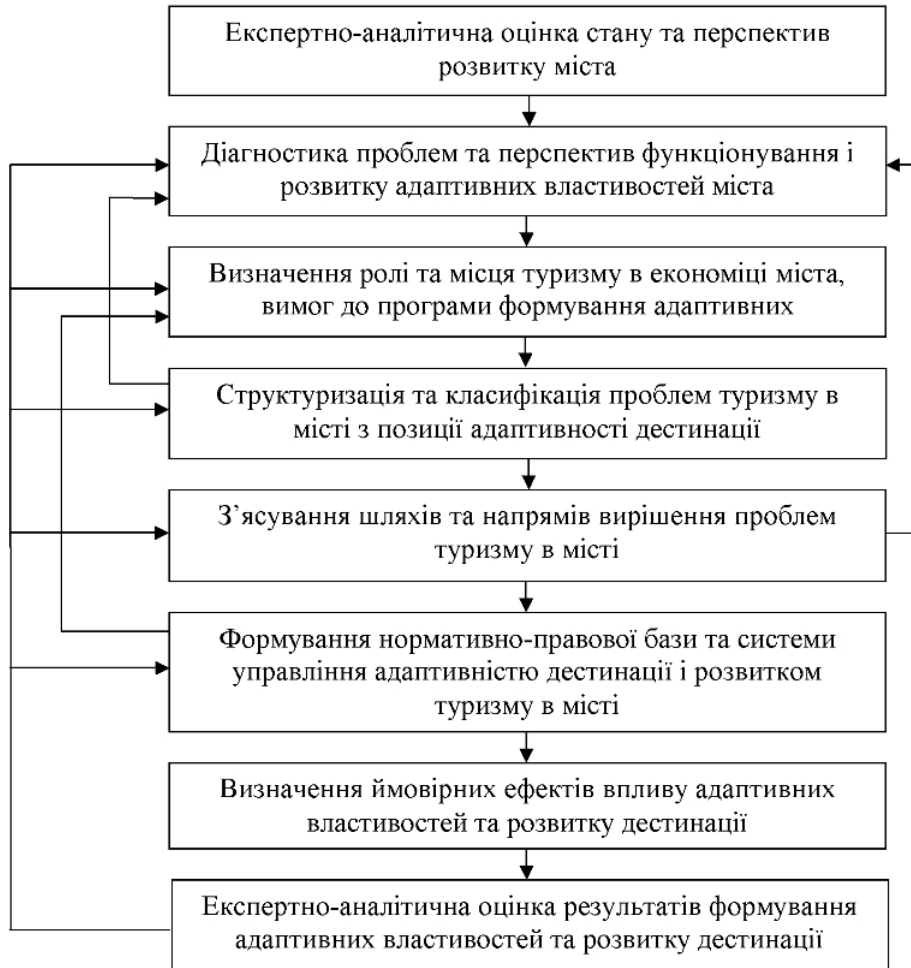 Експертно-аналітична оцінка стану та перспектив
розвитку міста
Діагностика проблем та перспектив функціонування і
розвитку адаптивних властивостей міста
Визначення ролі та місця туризму в економіці міста,
вимог до програми формування адаптивних
Структуризація та класифікація проблем туризму в
місті з позиції адаптивності дестинації
З’ясування шляхів та напрямів вирішення проблем
туризму в місті
Формування нормативно-правової бази та системи
управління адаптивністю дестинації і розвитком
туризму в місті
Визначення ймовірних ефектів впливу адаптивних
властивостей та розвитку дестинації
Експертно-аналітична оцінка результатів формування
адаптивних властивостей та розвитку дестинації